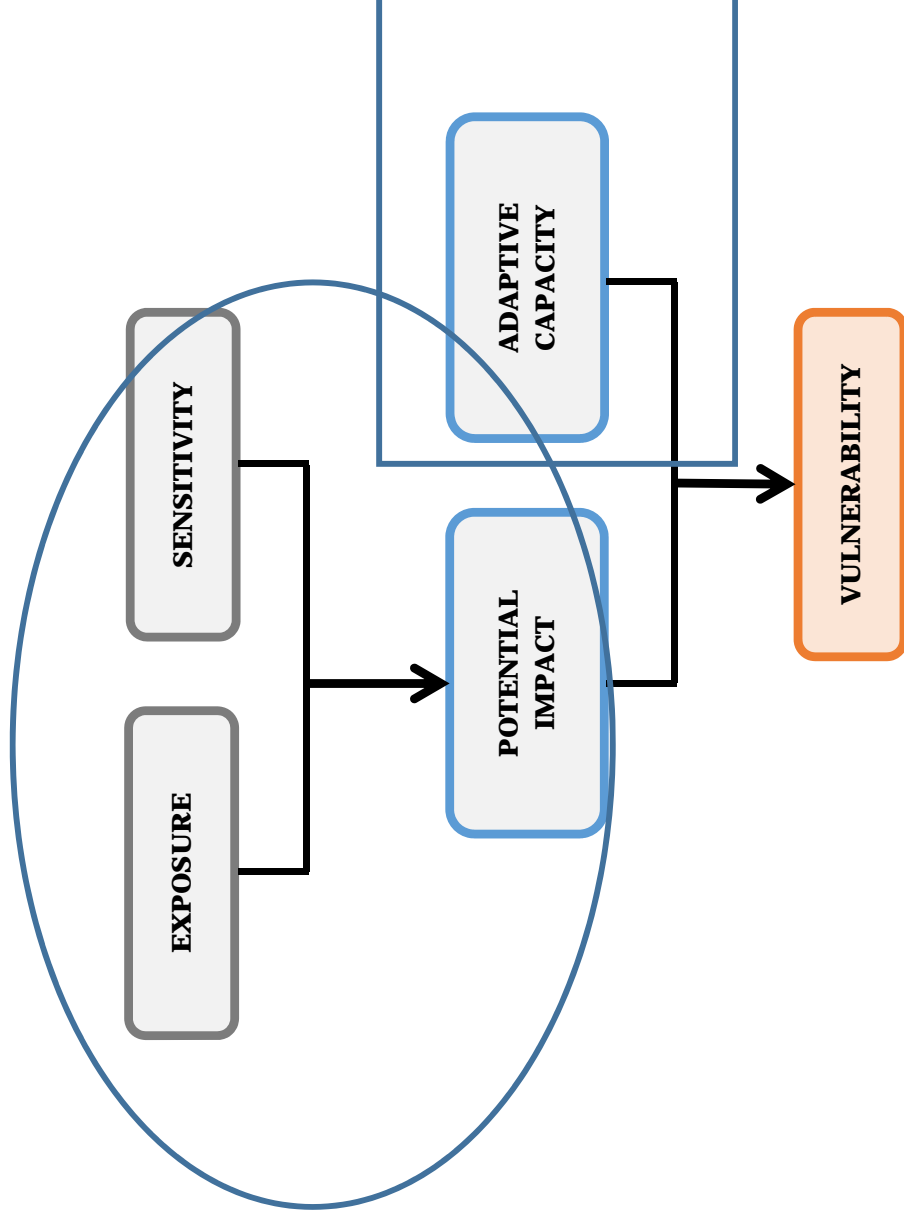 EXPOSURE
SENSITIVITY
POTENTIAL
IMPACT
ADAPTIVE
CAPACITY
VULNERABILITY